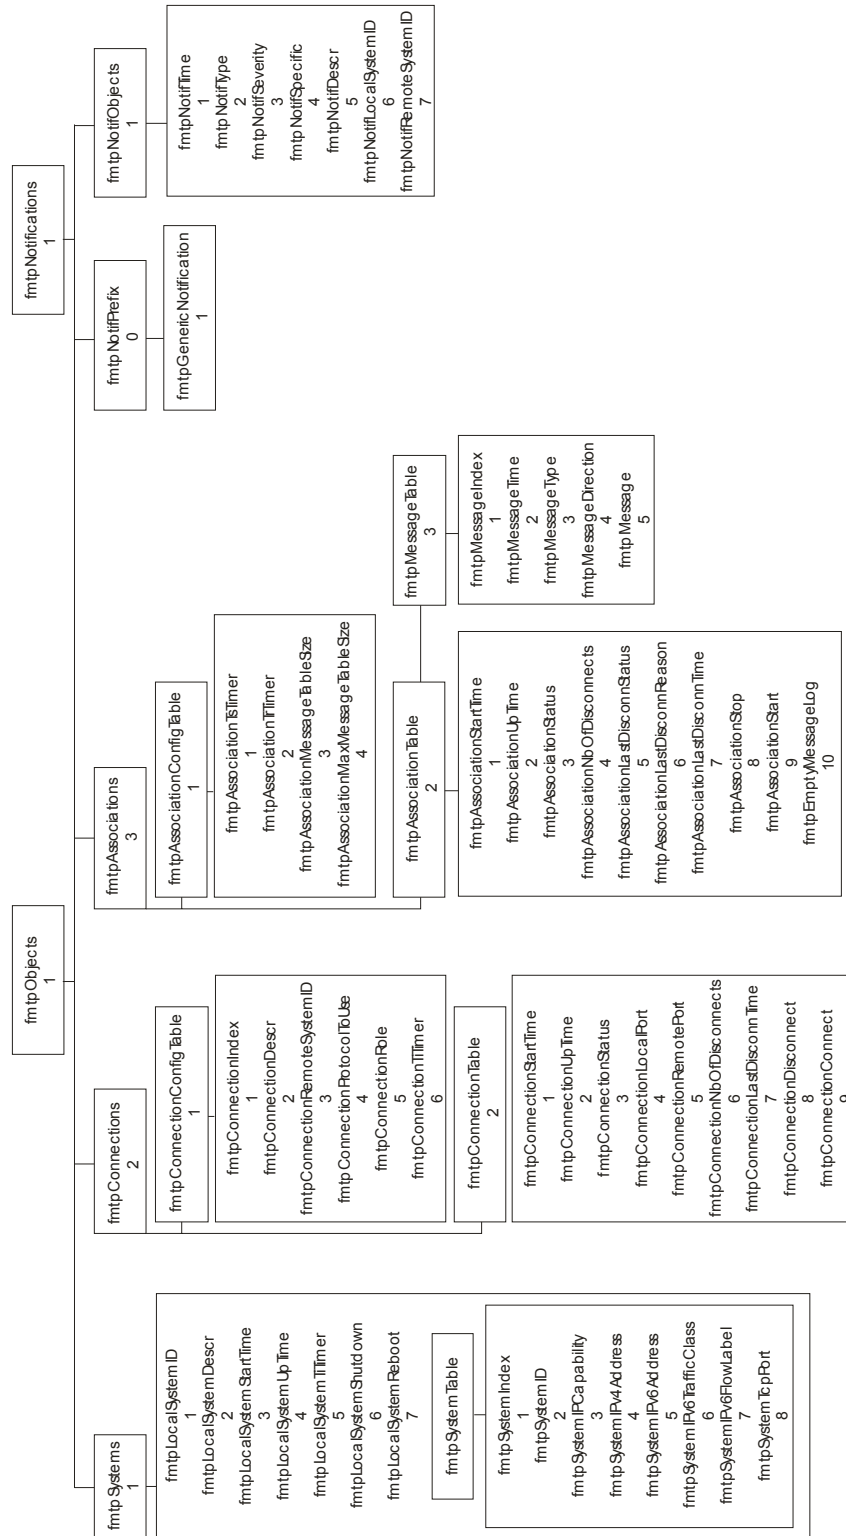 fmtpObjects
1
fmtpSystems
1
fmtpLocalSystemID
1
fmtpLocalSystemDescr
2
fmtpLocalSystemStartTime
3
fmtpLocalSystemUpTime
4
fmtpLocalSystemTiTimer
5
fmtpLocalSystemShutdown
6
fmtpLocalSystemReboot
7
fmtpSystemTable
fmtpSystemIndex
1
fmtpSystemID
2
fmtpSystemIPCapability
3
fmtpSystemIPv4Address
4
fmtpSystemIPv6Address
5
fmtpSystemIPv6TrafficClass
6
fmtpSystemIPv6FlowLabel
7
fmtpSystemTcpPort
8
fmtpConnections
2
fmtpConnectionConfigTable
1
fmtpConnectionIndex
1
fmtpConnectionDescr
2
fmtpConnectionRemoteSystemID
3
fmtpConnectionProtocolToUse
4
fmtpConnectionRole
5
fmtpConnectionTiTimer
6
fmtpConnectionTable
2
fmtpConnectionStartTime
1
fmtpConnectionUpTime
2
fmtpConnectionStatus
3
fmtpConnectionLocalPort
4
fmtpConnectionRemotePort
5
fmtpConnectionNbOfDisconnects
6
fmtpConnectionLastDisconnTime
7
fmtpConnectionDisconnect
8
fmtpConnectionConnect
9
fmtpAssociations
3
fmtpAssociationConfigTable
1
fmtpAssociationTsTimer
1
fmtpAssociationTrTimer
2
fmtpAssociationMessageTableSize
3
fmtpAssociationMaxMessageTableSize
4
fmtpAssociationTable
2
fmtpAssociationStartTime
1
fmtpAssociationUpTime
2
fmtpAssociationStatus
3
fmtpAssociationNbOfDisconnects
4
fmtpAssociationLastDisconnStatus
5
fmtpAssociationLastDisconnReason
6
fmtpAssociationLastDisconnTime
7
fmtpAssociationStop
8
fmtpAssociationStart
9
fmtpEmptyMessageLog
10
fmtpMessageTable
3
fmtpMessageIndex
1
fmtpMessageTime
2
fmtpMessageType
3
fmtpMessageDirection
4
fmtpMessage
5
fmtpNotifications
1
fmtpNotifPrefix
0
fmtpGenericNotification
1
fmtpNotifObjects
1
fmtpNotifTime
1
fmtpNotifType
2
fmtpNotifSeverity
3
fmtpNotifSpecific
4
fmtpNotifDescr
5
fmtpNotifLocalSystemID
6
fmtpNotifRemoteSystemID
7